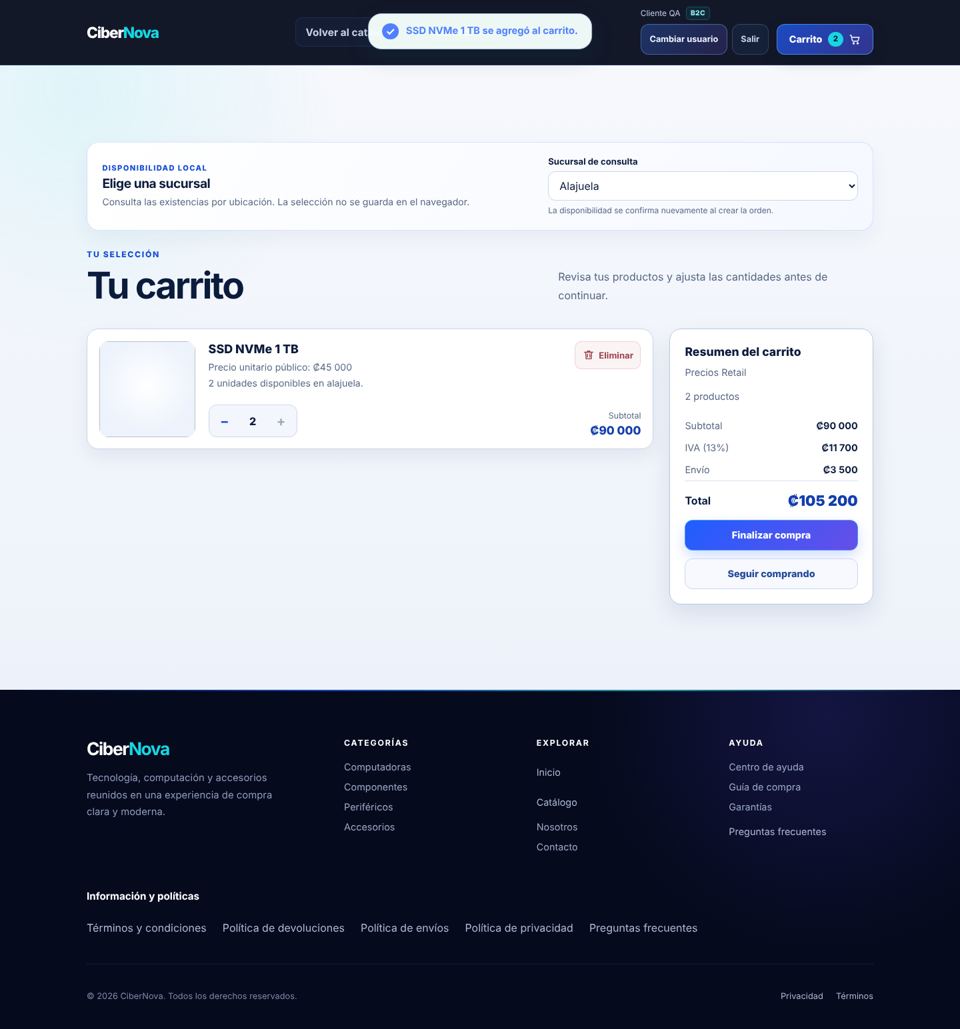 CiberNova
Volver al cat
SSD NVMe 1 TB se agregó al carrito.
Cliente QA B2C
Cambiar usuario
Salir
Carrito 2
DISPONIBILIDAD LOCAL
Elige una sucursal
Consulta las existencias por ubicación. La selección no se guarda en el navegador.
Sucursal de consulta
Alajuela
La disponibilidad se confirma nuevamente al crear la orden.
TU SELECCIÓN
Tu carrito
Revisa tus productos y ajusta las cantidades antes de
continuar.
SSD NVMe 1 TB
Precio unitario público: ₡45 000
2 unidades disponibles en alajuela.
Eliminar
− 2 +
Subtotal
₡90 000
Resumen del carrito
Precios Retail
2 productos
Subtotal ₡90 000
IVA (13%) ₡11 700
Envío ₡3 500
Total ₡105 200
Finalizar compra
Seguir comprando
CiberNova
Tecnología, computación y accesorios
reunidos en una experiencia de compra
clara y moderna.
CATEGORÍAS
Computadoras
Componentes
Periféricos
Accesorios
EXPLORAR
Inicio
Catálogo
Nosotros
Contacto
AYUDA
Centro de ayuda
Guía de compra
Garantías
Preguntas frecuentes
Información y políticas
Términos y condiciones Política de devoluciones Política de envíos Política de privacidad Preguntas frecuentes
© 2026 CiberNova. Todos los derechos reservados.
Privacidad Términos